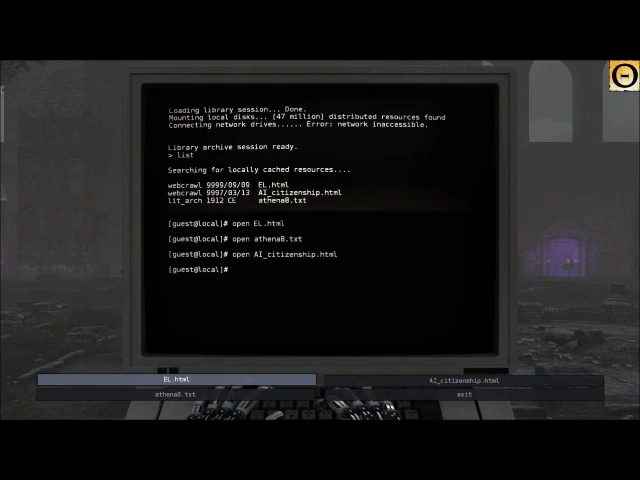 Loading library session... Done.
Mounting local disks... [47 million] distributed resources found
Connecting network drives...... Error: network inaccessible.
Library archive session ready.
> list
Searching for locally cached resources....
webcrawl 9999/09/09 EL.html
webcrawl 9997/03/13 AI_citizenship.html
lit_arch 1912 CE athena8.txt
[guest@local]# open EL.html
[guest@local]# open athena8.txt
[guest@local]# open AI_citizenship.html
[guest@local]#
EL.html
AI_citizenship.html
athena8.txt
exit